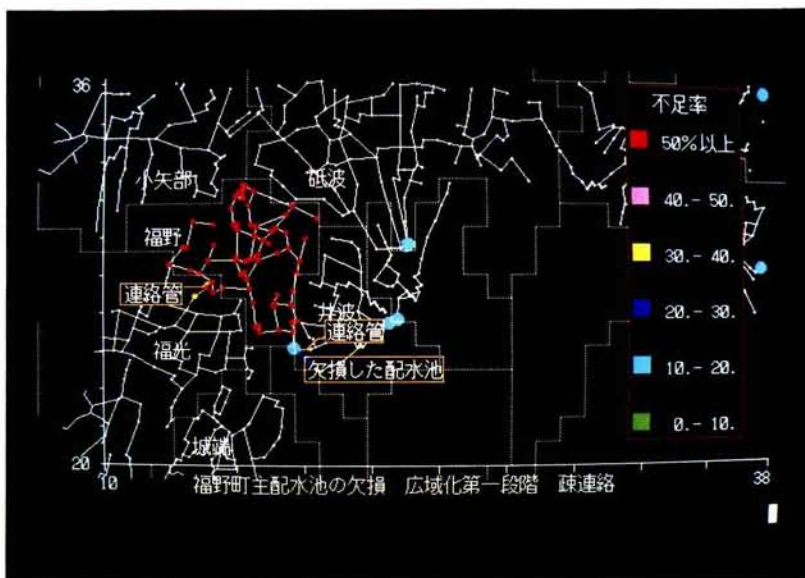 36
不足率
50%以上
40.- 50.
30.- 40.
20.- 30.
10.- 20.
0.- 10.
小矢部
砺波
福野
連絡管
井波
連絡管
福光
欠損した配水池
城端
20
10
38
福野町主配水池の欠損 広域化第一段階 疎連絡